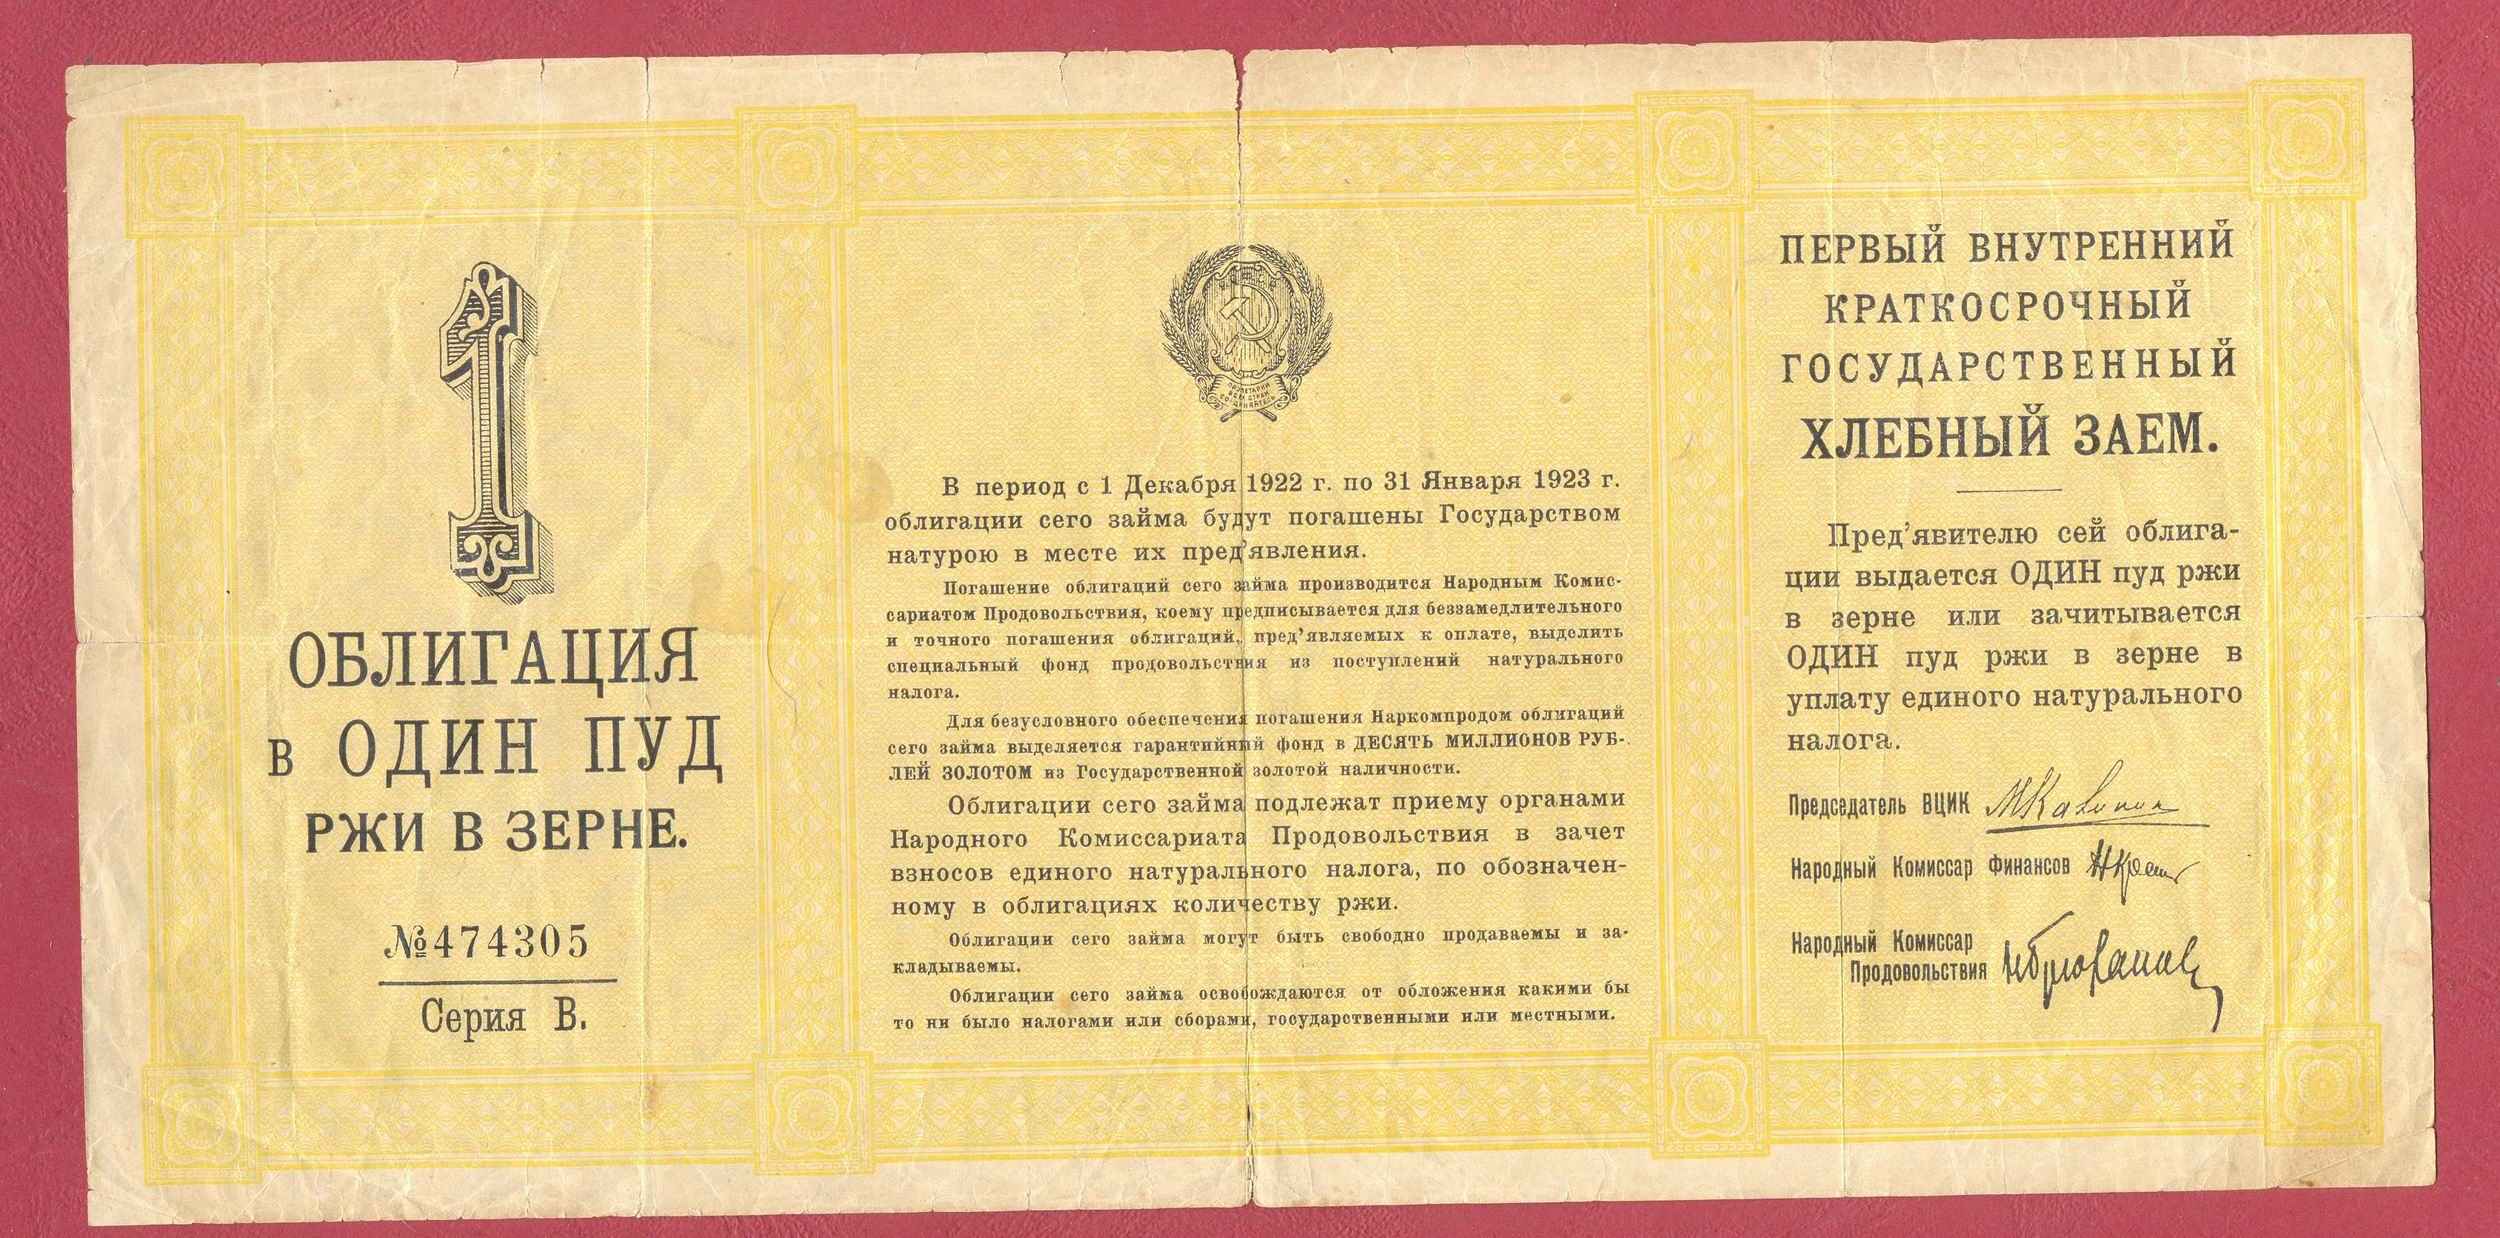 1
ОБЛИГАЦИЯ
в ОДИН ПУД
РЖИ В ЗЕРНЕ.
№474305
Серия В.
ПРОЛЕТАРИИ
ВСЕХ СТРАН
СОЕДИНЯЙТЕСЬ
В период с 1 Декабря 1922 г. по 31 Января 1923 г.
облигации сего займа будут погашены Государством
натурою в месте их пред’явления.
Погашение облигаций сего займа производится Народным Комис-
сариатом Продовольствия, коему предписывается для беззамедлительного
и точного погашения облигаций, пред’являемых к оплате, выделить
специальный фонд продовольствия из поступлений натурального
налога.
Для безусловного обеспечения погашения Наркомпродом облигаций
сего займа выделяется гарантийный фонд в ДЕСЯТЬ МИЛЛИОНОВ РУБ-
ЛЕЙ ЗОЛОТОМ из Государственной золотой наличности.
Облигации сего займа подлежат приему органами
Народного Комиссариата Продовольствия в зачет
взносов единого натурального налога, по обозначен-
ному в облигациях количеству ржи.
Облигации сего займа могут быть свободно продаваемы и за-
кладываемы.
Облигации сего займа освобождаются от обложения какими бы
то ни было налогами или сборами, государственными или местными.
ПЕРВЫЙ ВНУТРЕННИЙ
КРАТКОСРОЧНЫЙ
ГОСУДАРСТВЕННЫЙ
ХЛЕБНЫЙ ЗАЕМ.
Пред’явителю сей облига-
ции выдается ОДИН пуд ржи
в зерне или зачитывается
ОДИН пуд ржи в зерне в
уплату единого натурального
налога.
Председатель ВЦИК МКалинин
Народный Комиссар Финансов
Народный Комиссар
Продовольствия